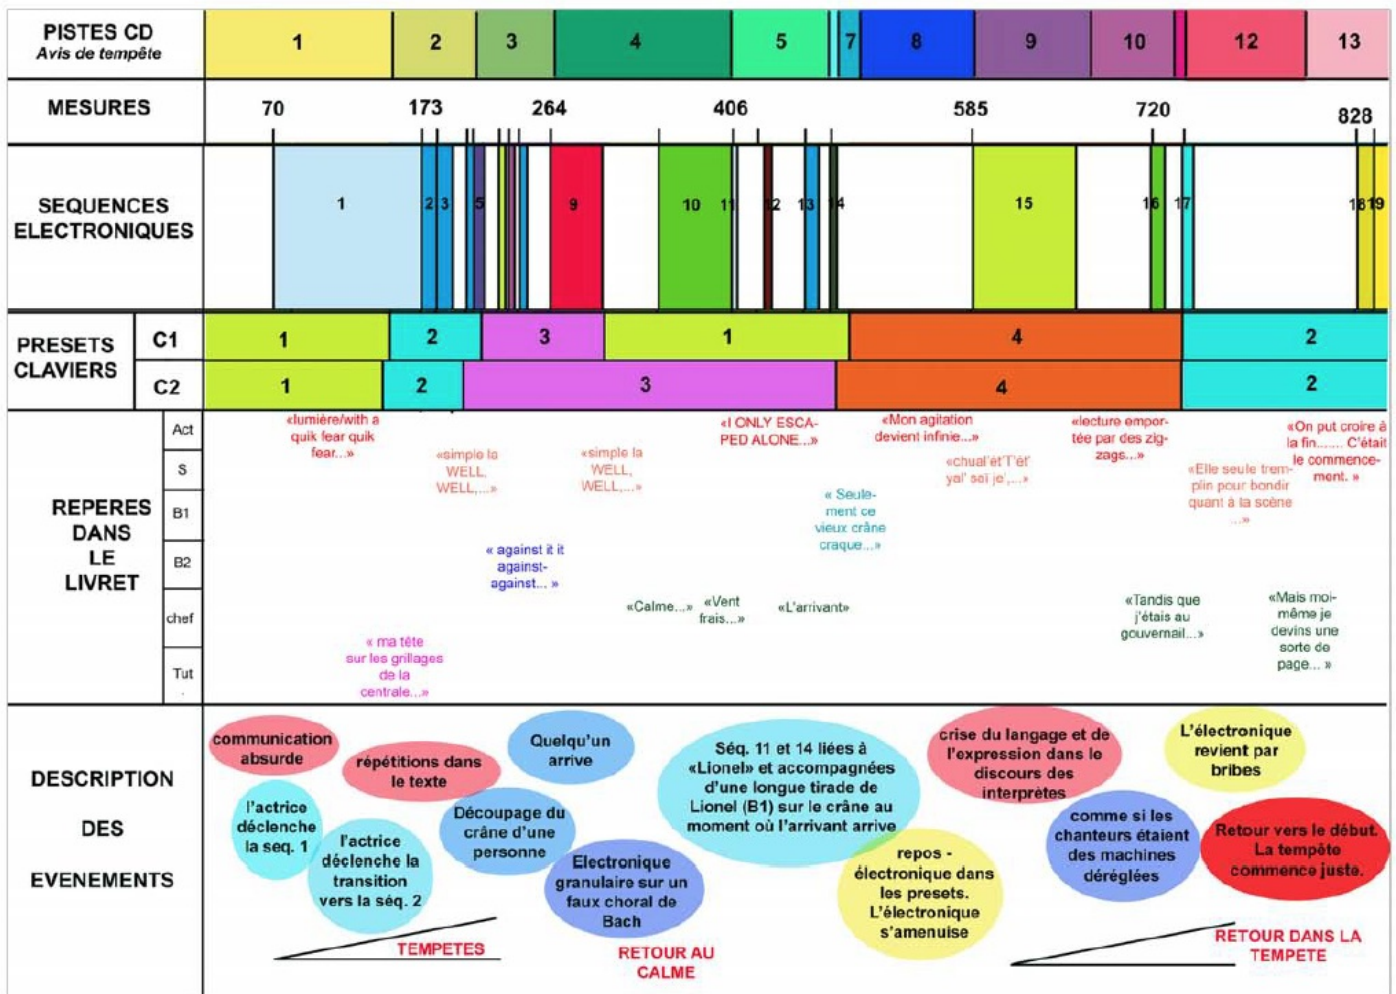 PISTES CD
Avis de tempête
1 2 3 4 5 7 8 9 10 12 13
MESURES
70 173 264 406 585 720 828
SEQUENCES
ELECTRONIQUES
1 2 3 5 9 10 11 12 13 14 15 16 17 18 19
PRESETS
CLAVIERS
C1
1 2 3 1 4 2
C2
1 2 3 4 2
REPERES
DANS
LE
LIVRET
Act
«lumière/with a
quik fear quik
fear...»
«I ONLY ESCA-
PED ALONE...»
«Mon agitation
devient infinie...»
«lecture empor-
tée par des zig-
zags...»
«On put croire à
la fin....... C'était
le commence-
ment. »
S
«simple la
WELL,
WELL,...»
«simple la
WELL,
WELL,...»
«chual'èt'T'êt'
yal' saï je',...»
«Elle seule trem-
plin pour bondir
quant à la scène
...»
B1
« Seule-
ment ce
vieux crâne
craque...»
B2
« against it it
against-
against... »
chef
«Calme...»
«Vent
frais...»
«L'arrivant»
«Tandis que
j'étais au
gouvernail...»
«Mais moi-
même je
devins une
sorte de
page... »
Tut
.
« ma tête
sur les grillages
de la
centrale...»
DESCRIPTION
DES
EVENEMENTS
communication
absurde
l'actrice
déclenche
la seq. 1
répétitions dans
le texte
l'actrice
déclenche la
transition
vers la séq. 2
Quelqu'un
arrive
Découpage du
crâne d'une
personne
Electronique
granulaire sur un
faux choral de
Bach
Séq. 11 et 14 liées à
«Lionel» et accompagnées
d'une longue tirade de
Lionel (B1) sur le crâne au
moment où l'arrivant arrive
repos -
électronique dans
les presets.
L'électronique
s'amenuise
crise du langage et de
l'expression dans le
discours des
interprètes
comme si les
chanteurs étaient
des machines
déréglées
L'électronique
revient par
bribes
Retour vers le début.
La tempête
commence juste.
TEMPETES
RETOUR AU
CALME
RETOUR DANS LA
TEMPETE